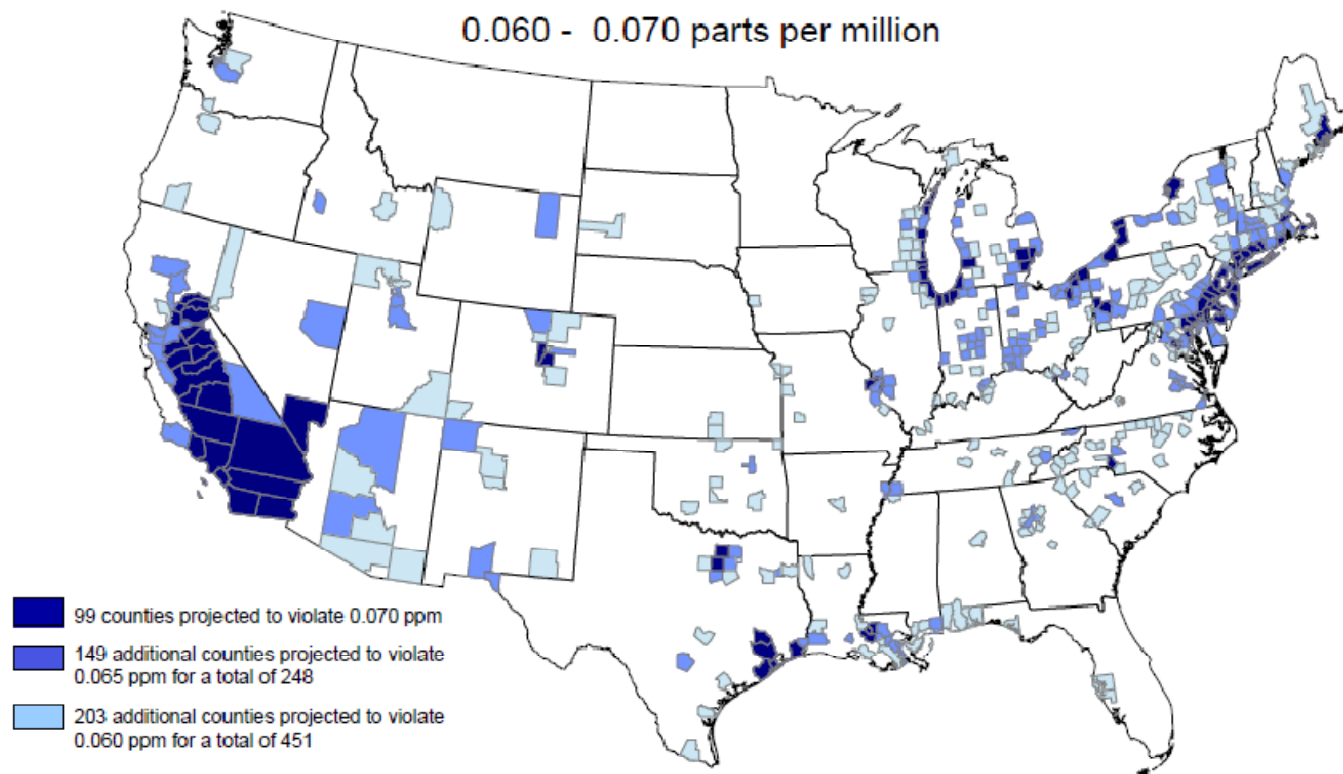 0.060 - 0.070 parts per million
99 counties projected to violate 0.070 ppm
149 additional counties projected to violate
0.065 ppm for a total of 248
203 additional counties projected to violate
0.060 ppm for a total of 451